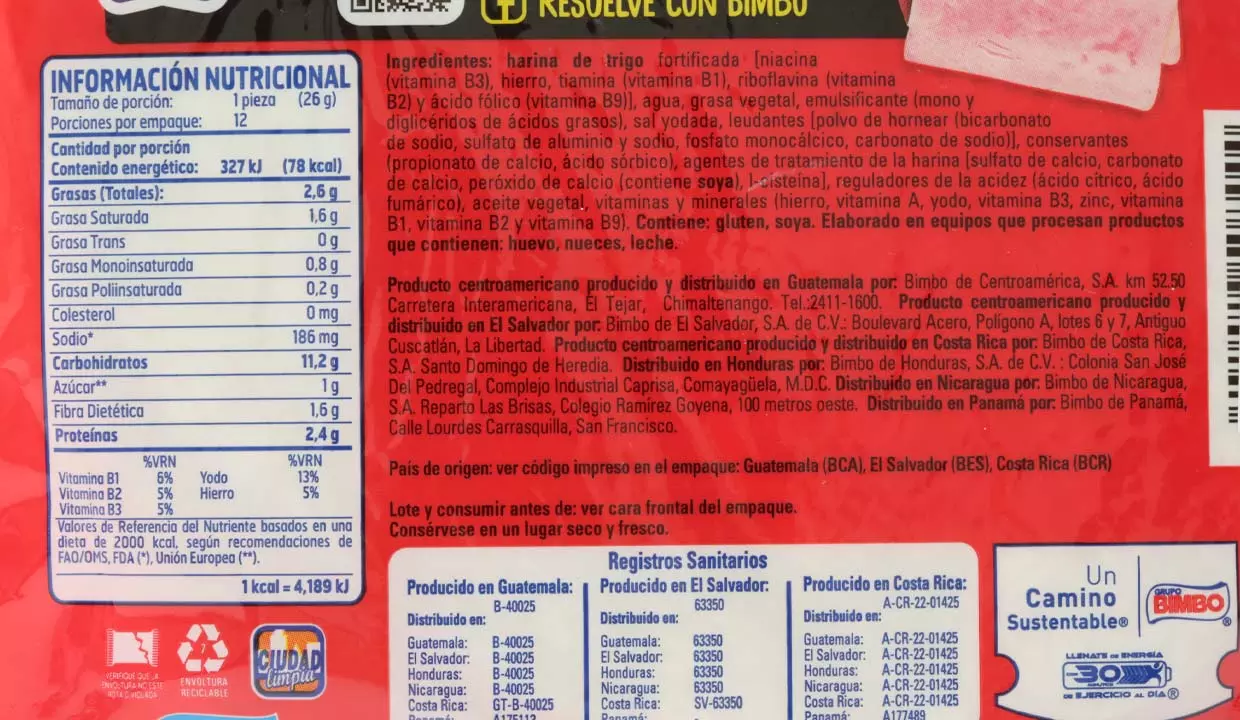 RESUELVE CON BIMBO
INFORMACIÓN NUTRICIONAL
Tamaño de porción: 1 pieza (26 g)
Porciones por empaque: 12
Cantidad por porción
Contenido energético: 327 kJ (78 kcal)
Grasas (Totales): 2,6 g
Grasa Saturada 1,6 g
Grasa Trans 0 g
Grasa Monoinsaturada 0,8 g
Grasa Poliinsaturada 0,2 g
Colesterol 0 mg
Sodio* 186 mg
Carbohidratos 11,2 g
Azúcar** 1 g
Fibra Dietética 1,6 g
Proteínas 2,4 g
%VRN %VRN
Vitamina B1 6% Yodo 13%
Vitamina B2 5% Hierro 5%
Vitamina B3 5%
Valores de Referencia del Nutriente basados en una
dieta de 2000 kcal, según recomendaciones de
FAO/OMS, FDA (*), Unión Europea (**).
1 kcal = 4,189 kJ
Ingredientes: harina de trigo fortificada [niacina
(vitamina B3), hierro, tiamina (vitamina B1), riboflavina (vitamina
B2) y ácido fólico (vitamina B9)], agua, grasa vegetal, emulsificante (mono y
diglicéridos de ácidos grasos), sal yodada, leudantes [polvo de hornear (bicarbonato
de sodio, sulfato de aluminio y sodio, fosfato monocálcico, carbonato de sodio)], conservantes
(propionato de calcio, ácido sórbico), agentes de tratamiento de la harina [sulfato de calcio, carbonato
de calcio, peróxido de calcio (contiene soya), l-cisteína], reguladores de la acidez (ácido cítrico, ácido
fumárico), aceite vegetal, vitaminas y minerales (hierro, vitamina A, yodo, vitamina B3, zinc, vitamina
B1, vitamina B2 y vitamina B9). Contiene: gluten, soya. Elaborado en equipos que procesan productos
que contienen: huevo, nueces, leche.
Producto centroamericano producido y distribuido en Guatemala por: Bimbo de Centroamérica, S.A. km 52.50
Carretera Interamericana, El Tejar, Chimaltenango. Tel.:2411-1600. Producto centroamericano producido y
distribuido en El Salvador por: Bimbo de El Salvador, S.A. de C.V.: Boulevard Acero, Polígono A, lotes 6 y 7, Antiguo
Cuscatlán, La Libertad. Producto centroamericano producido y distribuido en Costa Rica por: Bimbo de Costa Rica,
S.A. Santo Domingo de Heredia. Distribuido en Honduras por: Bimbo de Honduras, S.A. de C.V. : Colonia San José
Del Pedregal, Complejo Industrial Caprisa, Comayagüela, M.D.C. Distribuido en Nicaragua por: Bimbo de Nicaragua,
S.A. Reparto Las Brisas, Colegio Ramírez Goyena, 100 metros oeste. Distribuido en Panamá por: Bimbo de Panamá,
Calle Lourdes Carrasquilla, San Francisco.
País de origen: ver código impreso en el empaque: Guatemala (BCA), El Salvador (BES), Costa Rica (BCR)
Lote y consumir antes de: ver cara frontal del empaque.
Consérvese en un lugar seco y fresco.
Registros Sanitarios
Producido en Guatemala:
B-40025
Distribuido en:
Guatemala: B-40025
El Salvador: B-40025
Honduras: B-40025
Nicaragua: B-40025
Costa Rica: GT-B-40025
Panamá: A175113
Producido en El Salvador:
63350
Distribuido en:
Guatemala: 63350
El Salvador: 63350
Honduras: 63350
Nicaragua: 63350
Costa Rica: SV-63350
Panamá: -
Producido en Costa Rica:
A-CR-22-01425
Distribuido en:
Guatemala: A-CR-22-01425
El Salvador: A-CR-22-01425
Honduras: A-CR-22-01425
Nicaragua: A-CR-22-01425
Costa Rica: A-CR-22-01425
Panamá: A177489
VERIFIQUE QUE LA
ENVOLTURA NO ESTE
ROTA O VIOLADA
7
ENVOLTURA
RECICLABLE
CIUDAD
limpia
Un
Camino
Sustentable®
GRUPO
BIMBO®
LLÉNATE DE ENERGÍA
30
MINUTOS
DE EJERCICIO AL DÍA®